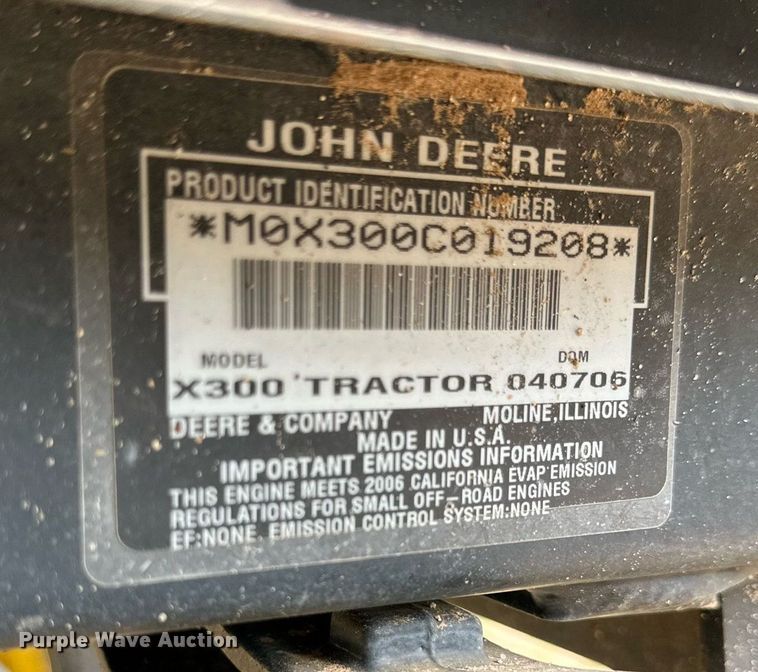 JOHN DEERE
PRODUCT IDENTIFICATION NUMBER
*M0X300C019208*
MODEL DOM
X300 TRACTOR 040706
DEERE & COMPANY MOLINE,ILLINOIS
MADE IN U.S.A.
IMPORTANT EMISSIONS INFORMATION
THIS ENGINE MEETS 2006 CALIFORNIA EVAP EMISSION
REGULATIONS FOR SMALL OFF-ROAD ENGINES
EF:NONE. EMISSION CONTROL SYSTEM:NONE
Purple Wave Auction